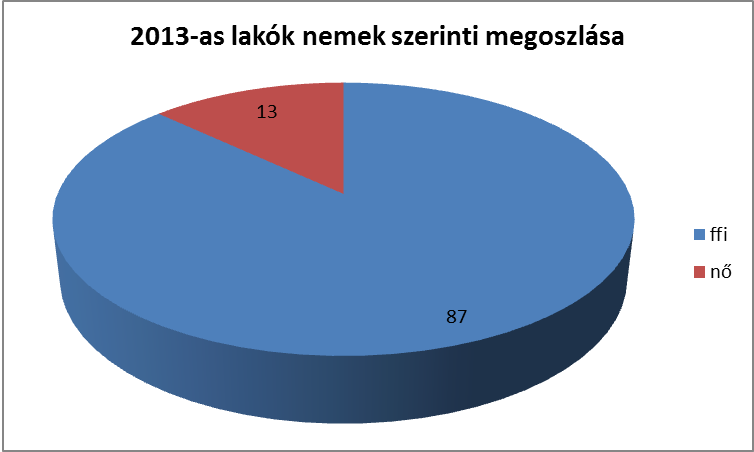 2013-as lakók nemek szerinti megoszlása
13
ffi
nő
87